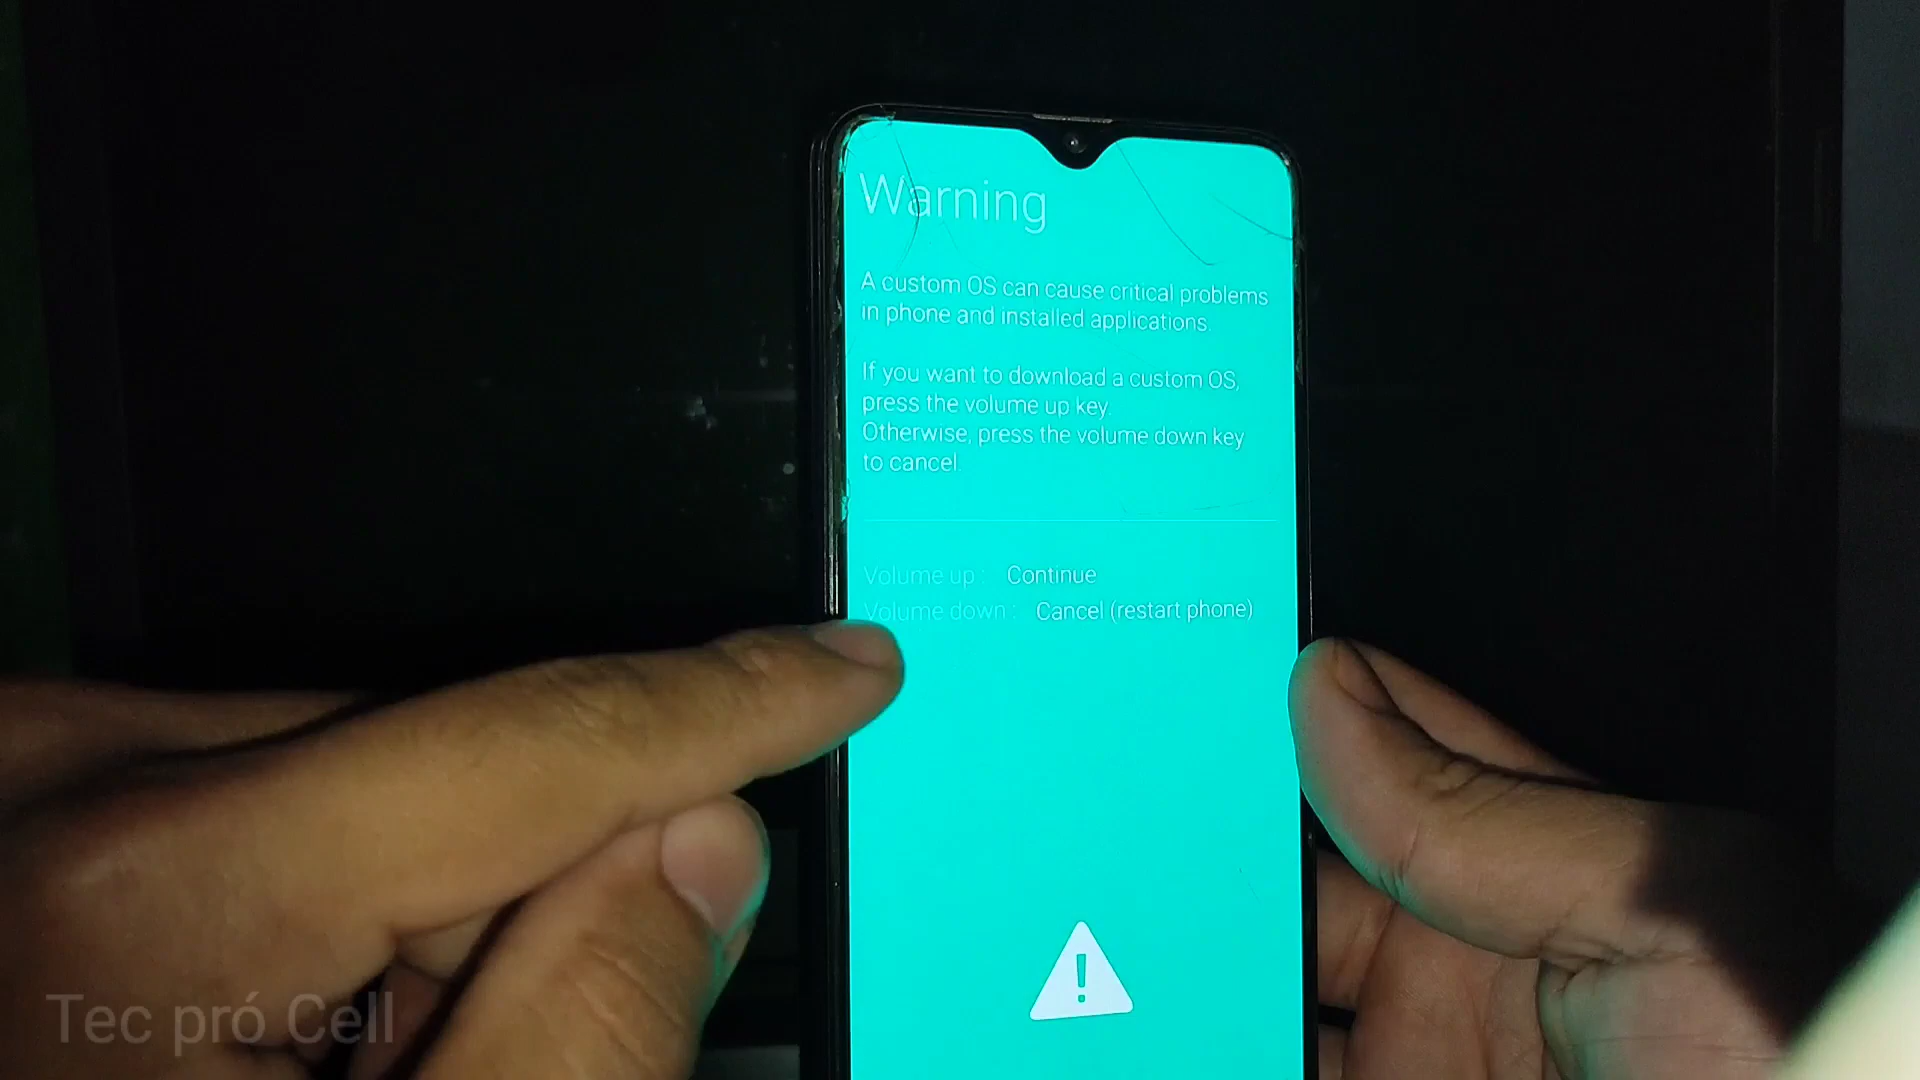 Warning
A custom OS can cause critical problems
in phone and installed applications.
If you want to download a custom OS,
press the volume up key.
Otherwise, press the volume down key
to cancel.
Volume up : Continue
Volume down : Cancel (restart phone)
Tec pró Cell